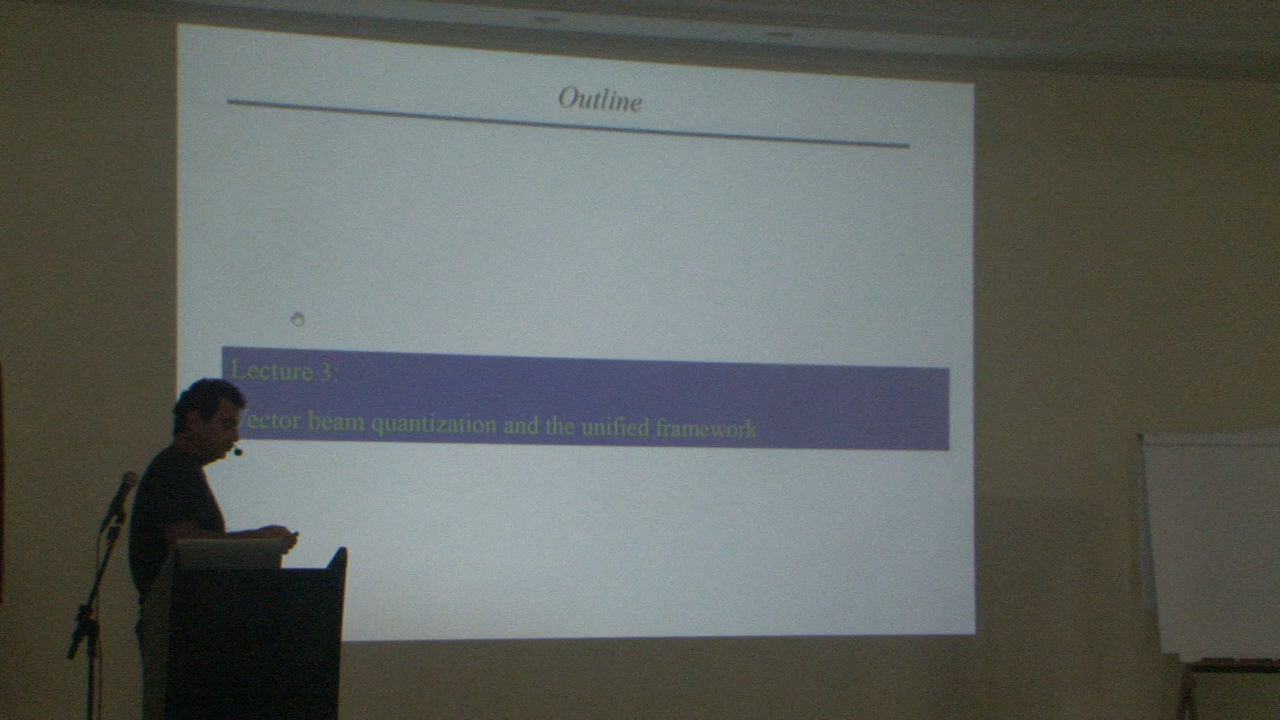 Outline
Lecture 3:
Vector beam quantization and the unified framework